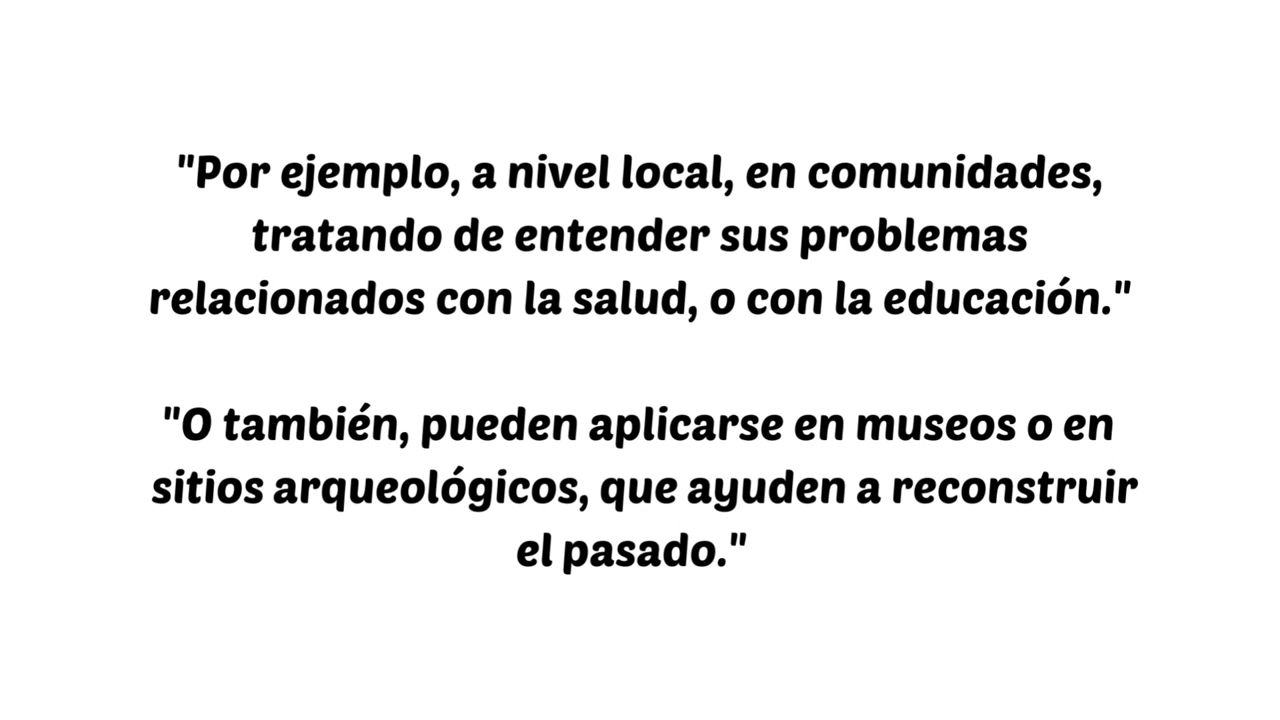 "Por ejemplo, a nivel local, en comunidades,
tratando de entender sus problemas
relacionados con la salud, o con la educación."
"O también, pueden aplicarse en museos o en
sitios arqueológicos, que ayuden a reconstruir
el pasado."